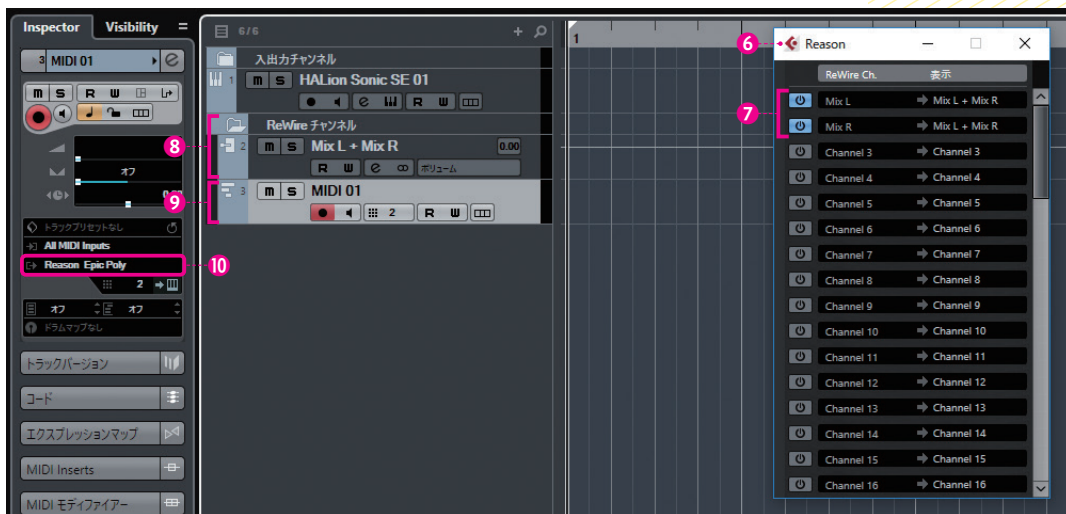 Inspector Visibility
3 MIDI 01
m S R W
オフ
0.00
トラックプリセットなし
All MIDI Inputs
Reason Epic Poly
2
オフ オフ
ドラムマップなし
トラックバージョン
コード
エクスプレッションマップ
MIDI Inserts
MIDI モディファイアー
6/6
入出力チャンネル
1 m S HALion Sonic SE 01
R W
ReWire チャンネル
2 m S Mix L + Mix R 0.00
R W ボリューム
3 m S MIDI 01
2 R W
1
Reason
ReWire Ch. 表示
Mix L Mix L + Mix R
Mix R Mix L + Mix R
Channel 3 Channel 3
Channel 4 Channel 4
Channel 5 Channel 5
Channel 6 Channel 6
Channel 7 Channel 7
Channel 8 Channel 8
Channel 9 Channel 9
Channel 10 Channel 10
Channel 11 Channel 11
Channel 12 Channel 12
Channel 13 Channel 13
Channel 14 Channel 14
Channel 15 Channel 15
Channel 16 Channel 16
6
7
8
9
10